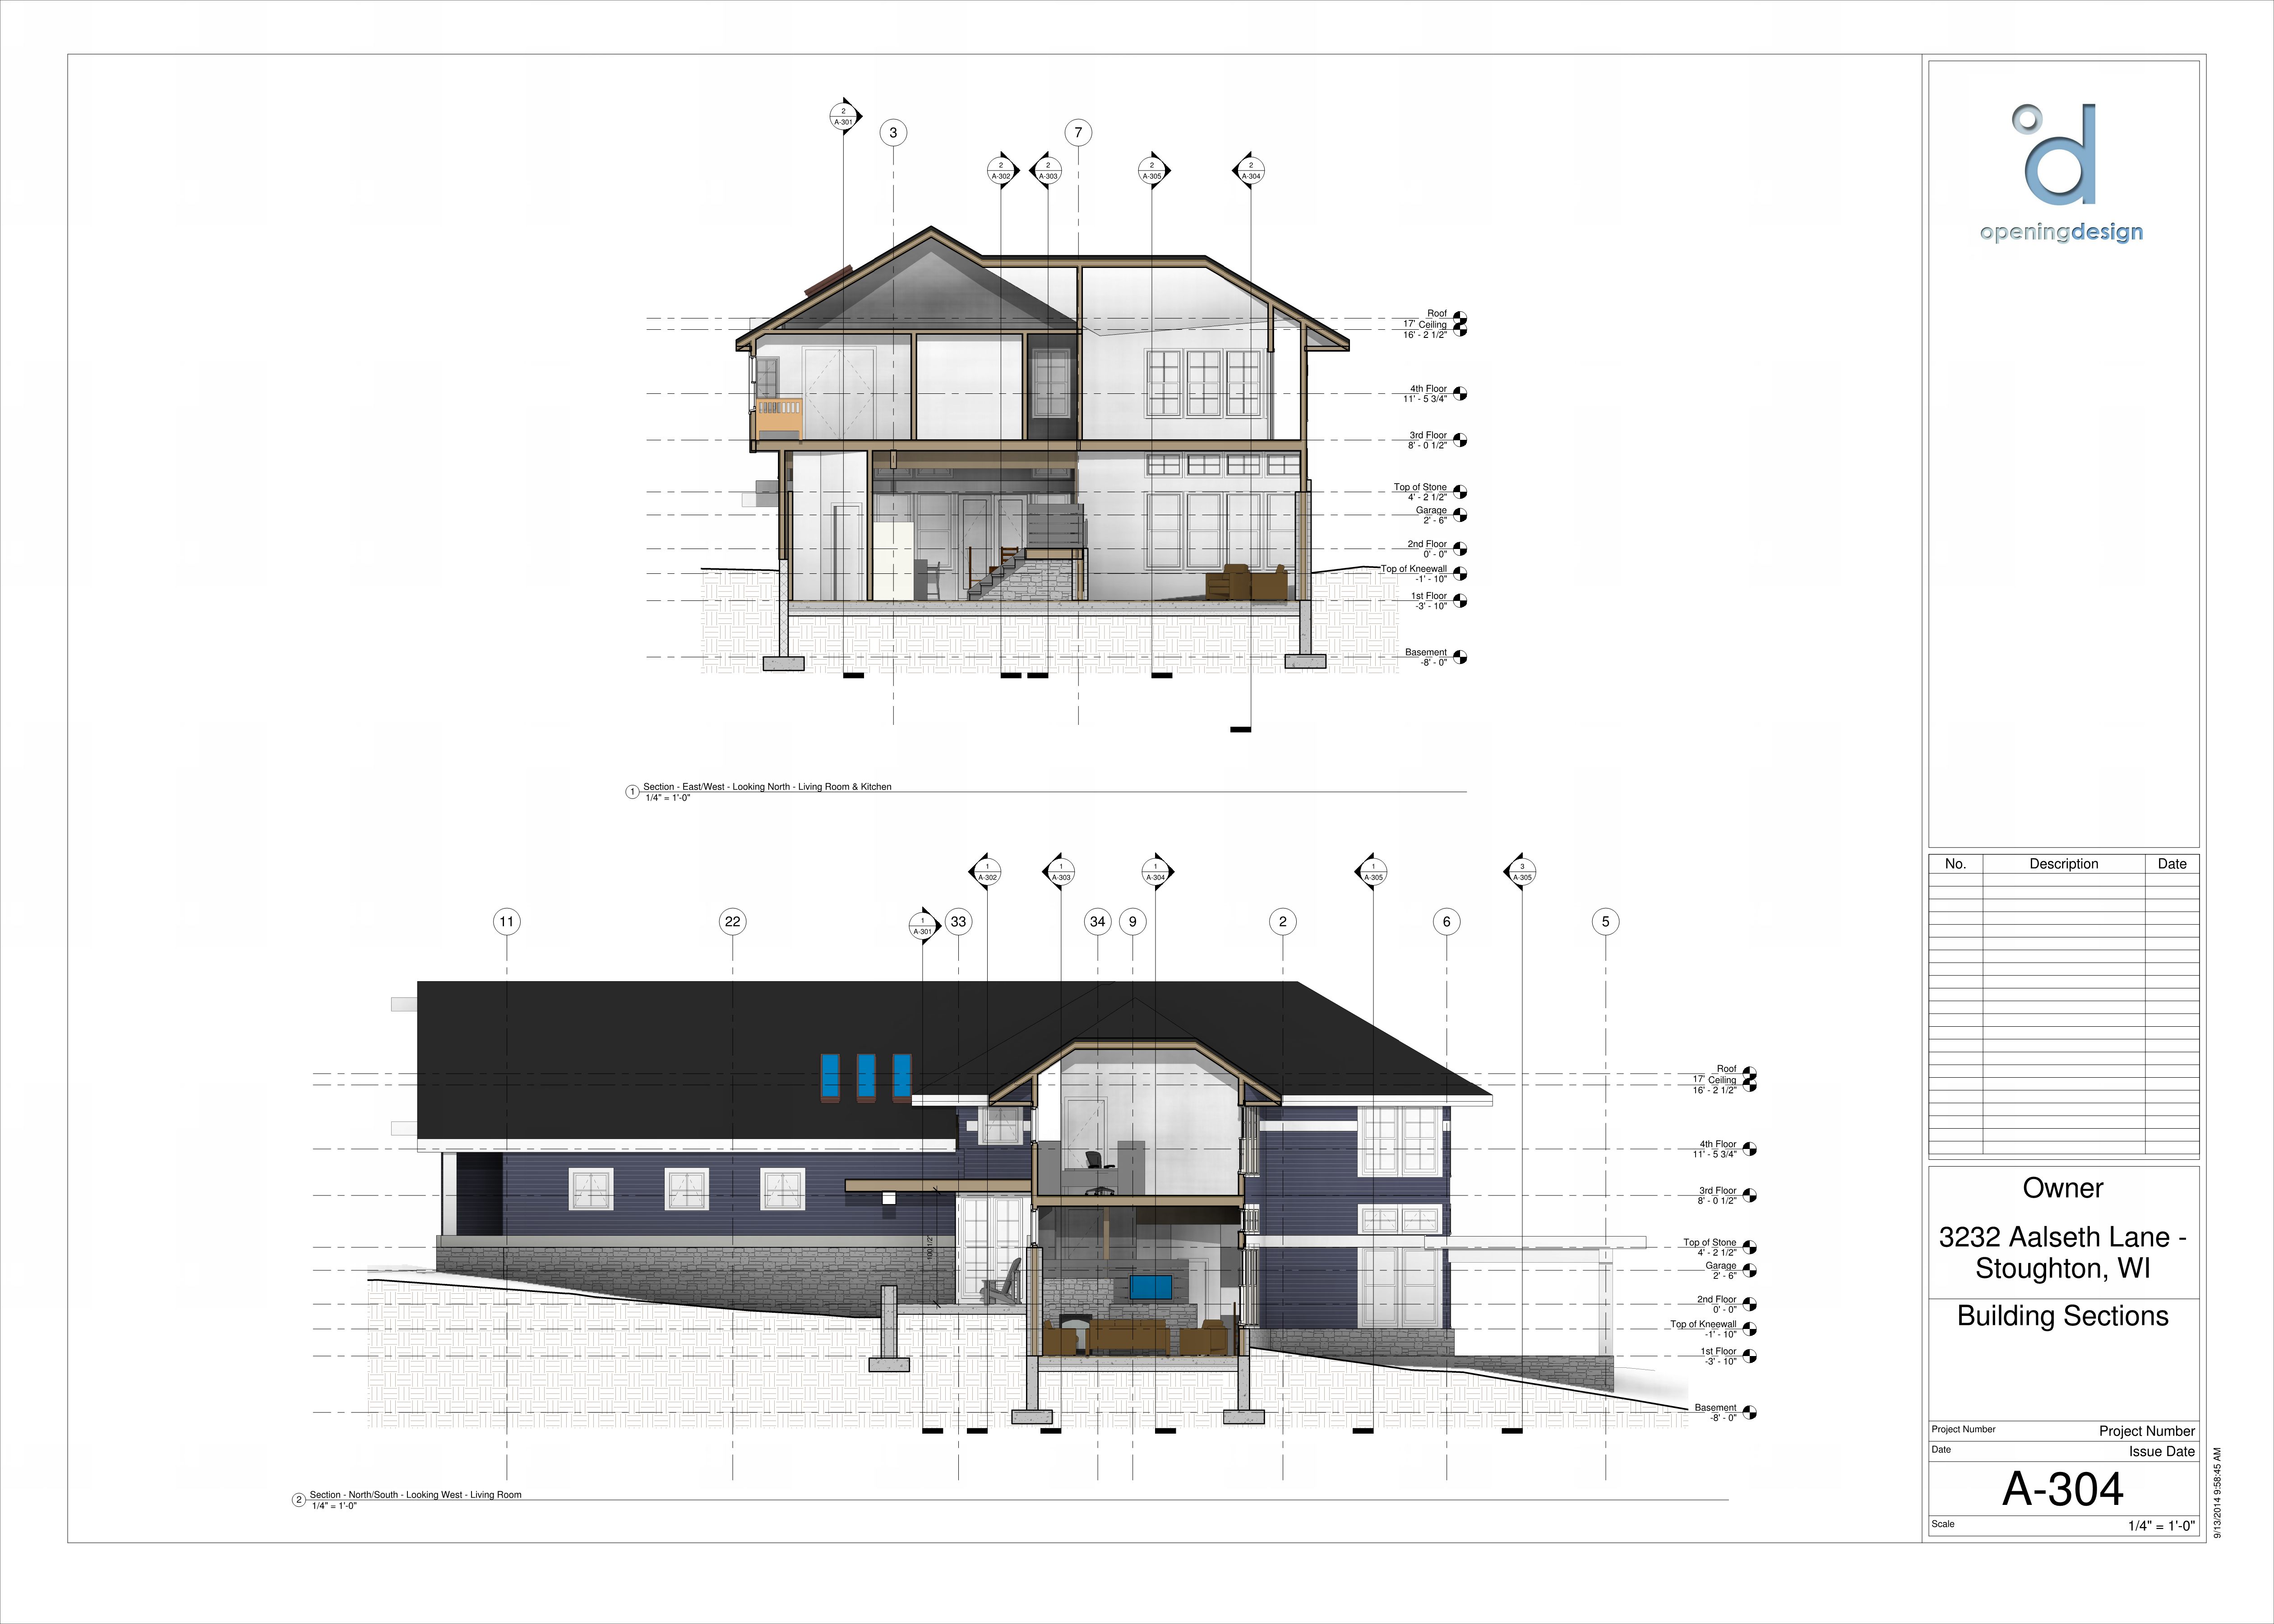 2
A-301
3
7
2
A-302
2
A-303
2
A-305
2
A-304
Roof
17'
Ceiling
16' - 2 1/2"
4th Floor
11' - 5 3/4"
3rd Floor
8' - 0 1/2"
Top of Stone
4' - 2 1/2"
Garage
2' - 6"
2nd Floor
0' - 0"
Top of Kneewall
-1' - 10"
1st Floor
-3' - 10"
Basement
-8' - 0"
1
Section - East/West - Looking North - Living Room & Kitchen
1/4" = 1'-0"
1
A-302
1
A-303
1
A-304
1
A-305
3
A-305
11
22
1
A-301
33
34
9
2
6
5
Roof
17'
Ceiling
16' - 2 1/2"
4th Floor
11' - 5 3/4"
3rd Floor
8' - 0 1/2"
Top of Stone
4' - 2 1/2"
Garage
2' - 6"
2nd Floor
0' - 0"
Top of Kneewall
-1' - 10"
1st Floor
-3' - 10"
Basement
-8' - 0"
2
Section - North/South - Looking West - Living Room
1/4" = 1'-0"
openingdesign
No. Description Date
Owner
3232 Aalseth Lane -
Stoughton, WI
Building Sections
Project Number Project Number
Date Issue Date
A-304
Scale 1/4" = 1'-0"
9/13/2014 9:58:45 AM